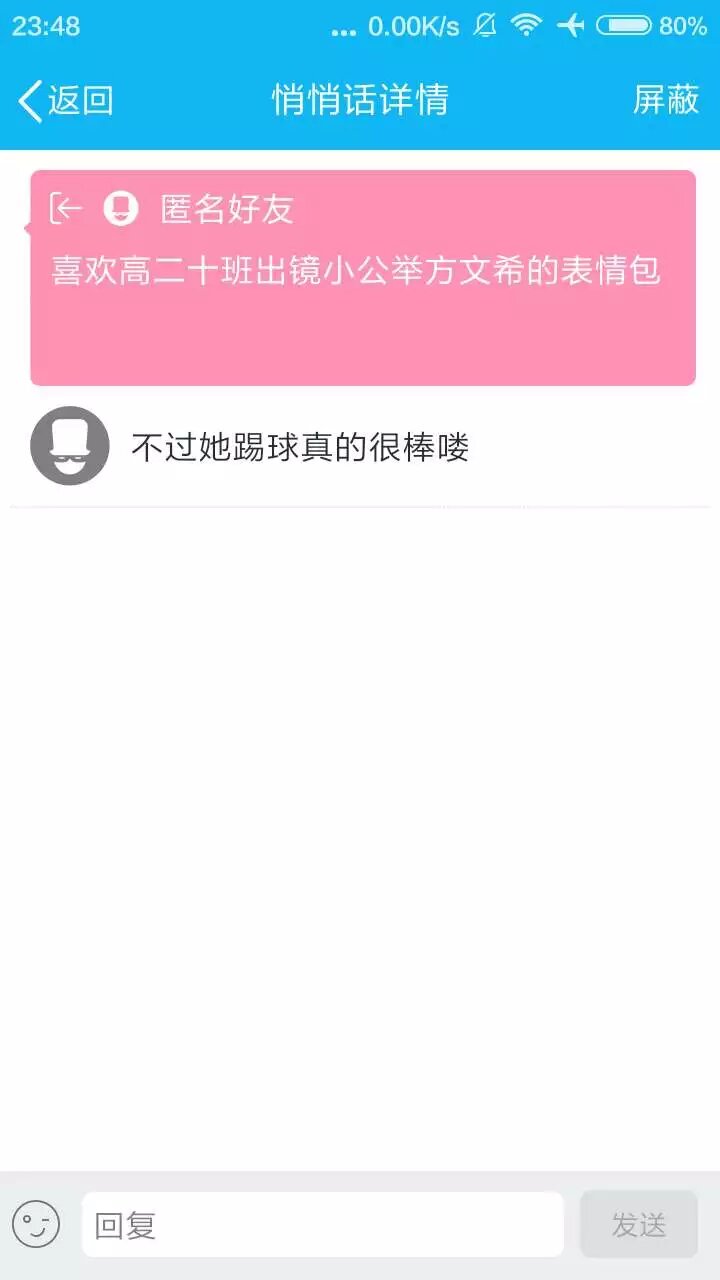 23:48 ... 0.00K/s 80%
返回 悄悄话详情 屏蔽
匿名好友
喜欢高二十班出镜小公举方文希的表情包
不过她踢球真的很棒喽
回复 发送